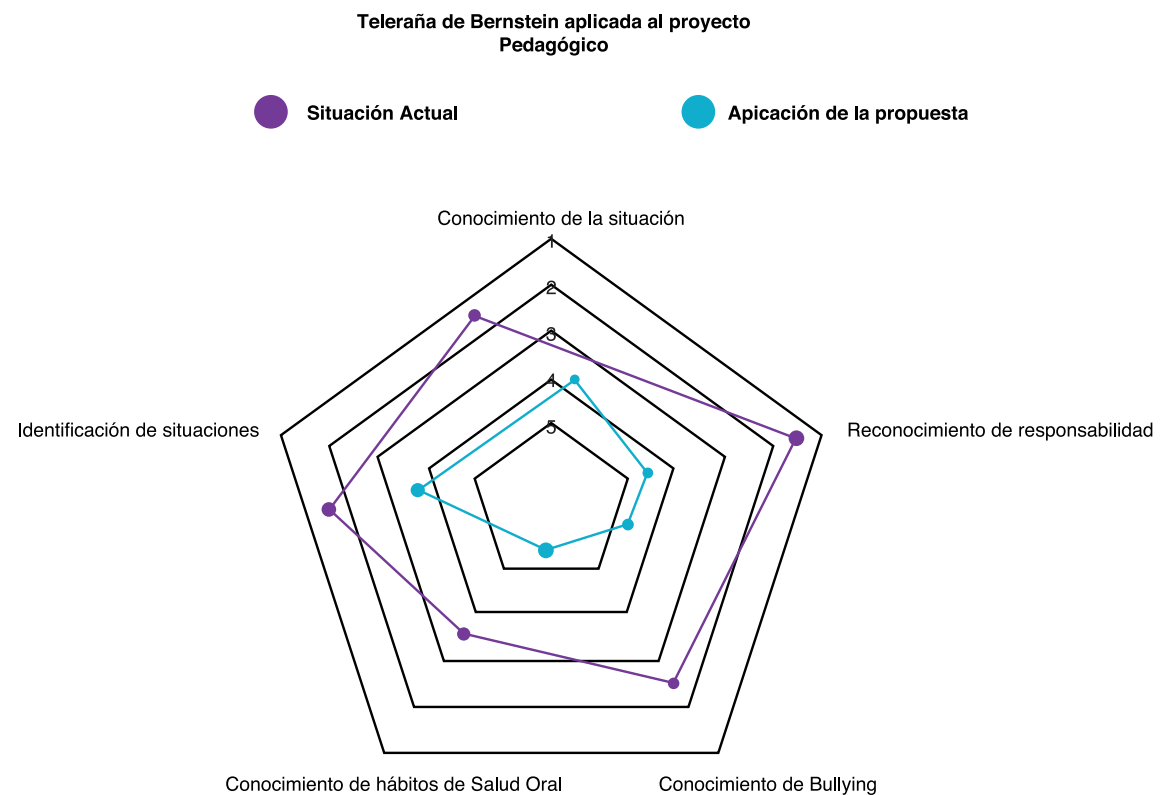 Teleraña de Bernstein aplicada al proyecto
Pedagógico
Situación Actual
Apicación de la propuesta
Conocimiento de la situación
1
2
3
4
5
Identificación de situaciones
Reconocimiento de responsabilidad
Conocimiento de hábitos de Salud Oral
Conocimiento de Bullying